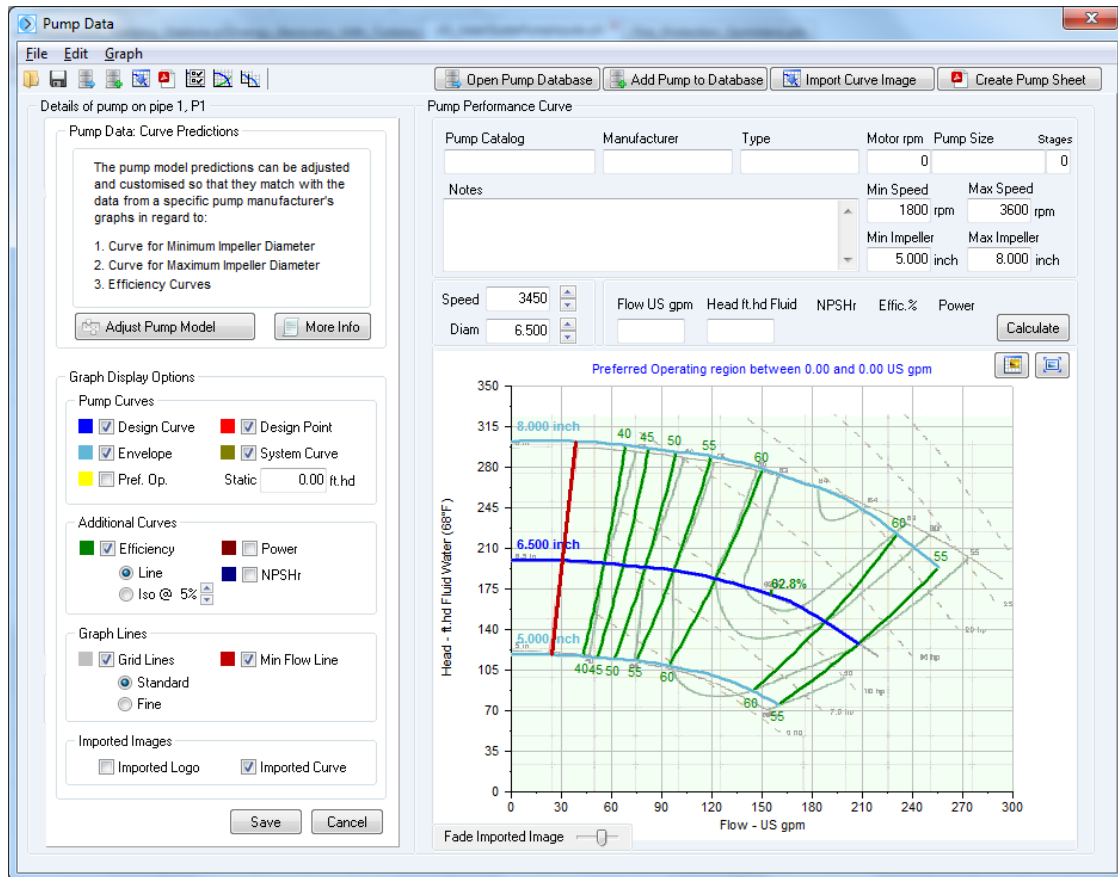 Pump Data
File Edit Graph
Open Pump Database Add Pump to Database Import Curve Image Create Pump Sheet
Details of pump on pipe 1, P1
Pump Data: Curve Predictions
The pump model predictions can be adjusted
and customised so that they match with the
data from a specific pump manufacturer's
graphs in regard to:
1. Curve for Minimum Impeller Diameter
2. Curve for Maximum Impeller Diameter
3. Efficiency Curves
Adjust Pump Model More Info
Graph Display Options
Pump Curves
Design Curve Design Point
Envelope System Curve
Pref. Op. Static 0.00 ft.hd
Additional Curves
Efficiency Power
Line NPSHr
Iso @ 5%
Graph Lines
Grid Lines Min Flow Line
Standard
Fine
Imported Images
Imported Logo Imported Curve
Save Cancel
Pump Performance Curve
Pump Catalog Manufacturer Type Motor rpm Pump Size Stages
0 0
Notes
Min Speed Max Speed
1800 rpm 3600 rpm
Min Impeller Max Impeller
5.000 inch 8.000 inch
Speed 3450
Diam 6.500
Flow US gpm Head ft.hd Fluid NPSHr Effic.% Power
Calculate
Preferred Operating region between 0.00 and 0.00 US gpm
Head - ft.hd Fluid Water (68°F)
350
315
280
245
210
175
140
105
70
35
0
8.000 inch
40 45 50 55 60
60
55
6.500 inch
62.8%
5.000 inch
40 45 50 55 60
60
55
10 hp
0 30 60 90 120 150 180 210 240 270 300
Flow - US gpm
Fade Imported Image